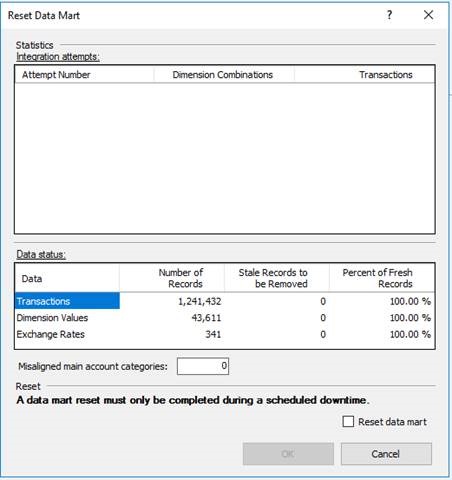 Reset Data Mart ? X
Statistics
Integration attempts:
Attempt Number Dimension Combinations Transactions
Data status:
Data Number of Records Stale Records to be Removed Percent of Fresh Records
Transactions 1,241,432 0 100.00 %
Dimension Values 43,611 0 100.00 %
Exchange Rates 341 0 100.00 %
Misaligned main account categories: 0
Reset
A data mart reset must only be completed during a scheduled downtime.
Reset data mart
OK Cancel